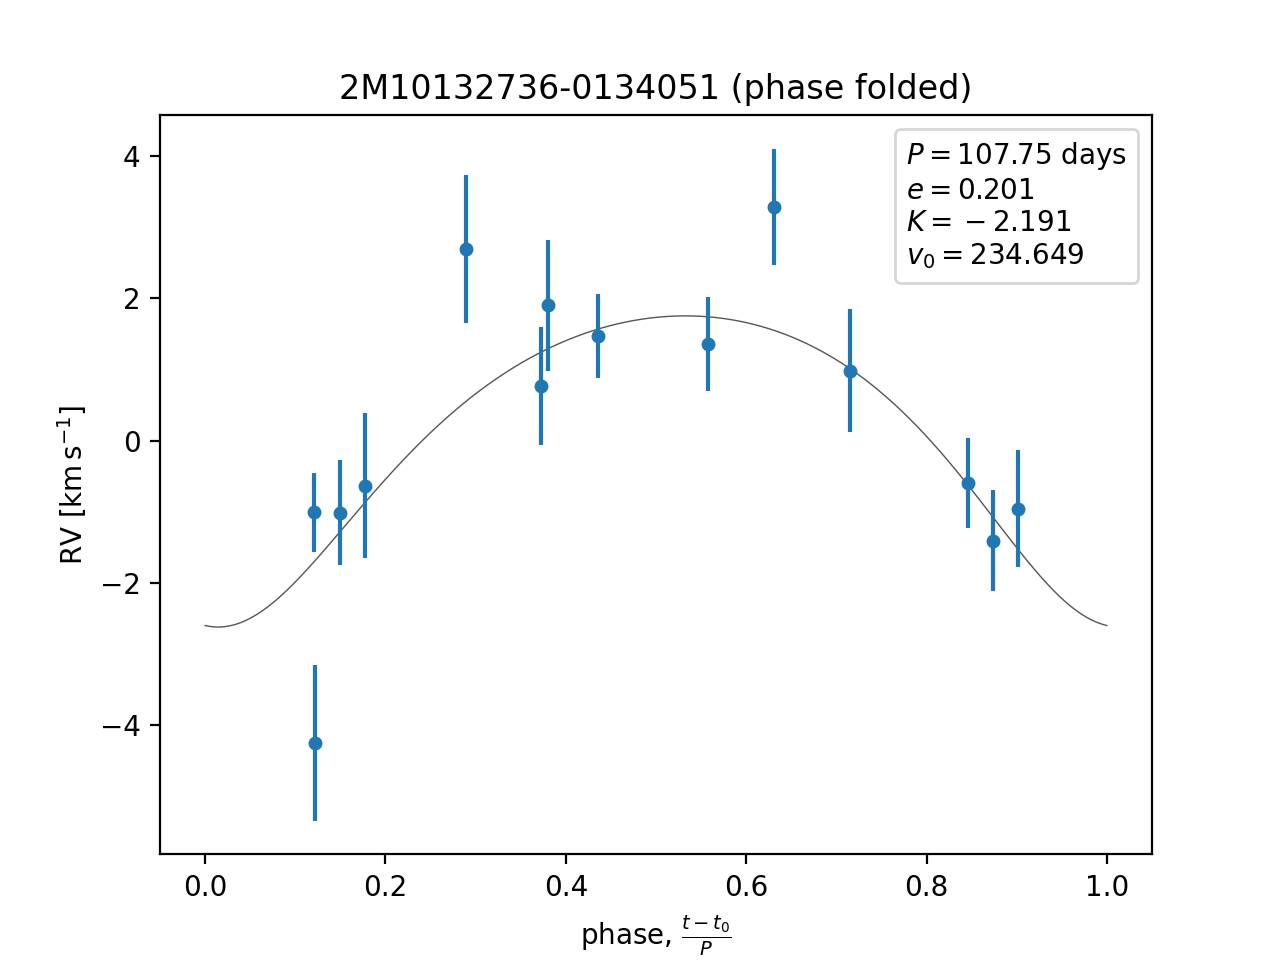 2M10132736-0134051 (phase folded)
P = 107.75 days
e = 0.201
K = −2.191
v₀ = 234.649
4
2
0
−2
−4
RV [km s⁻¹]
0.0 0.2 0.4 0.6 0.8 1.0
phase, (t − t₀)/P